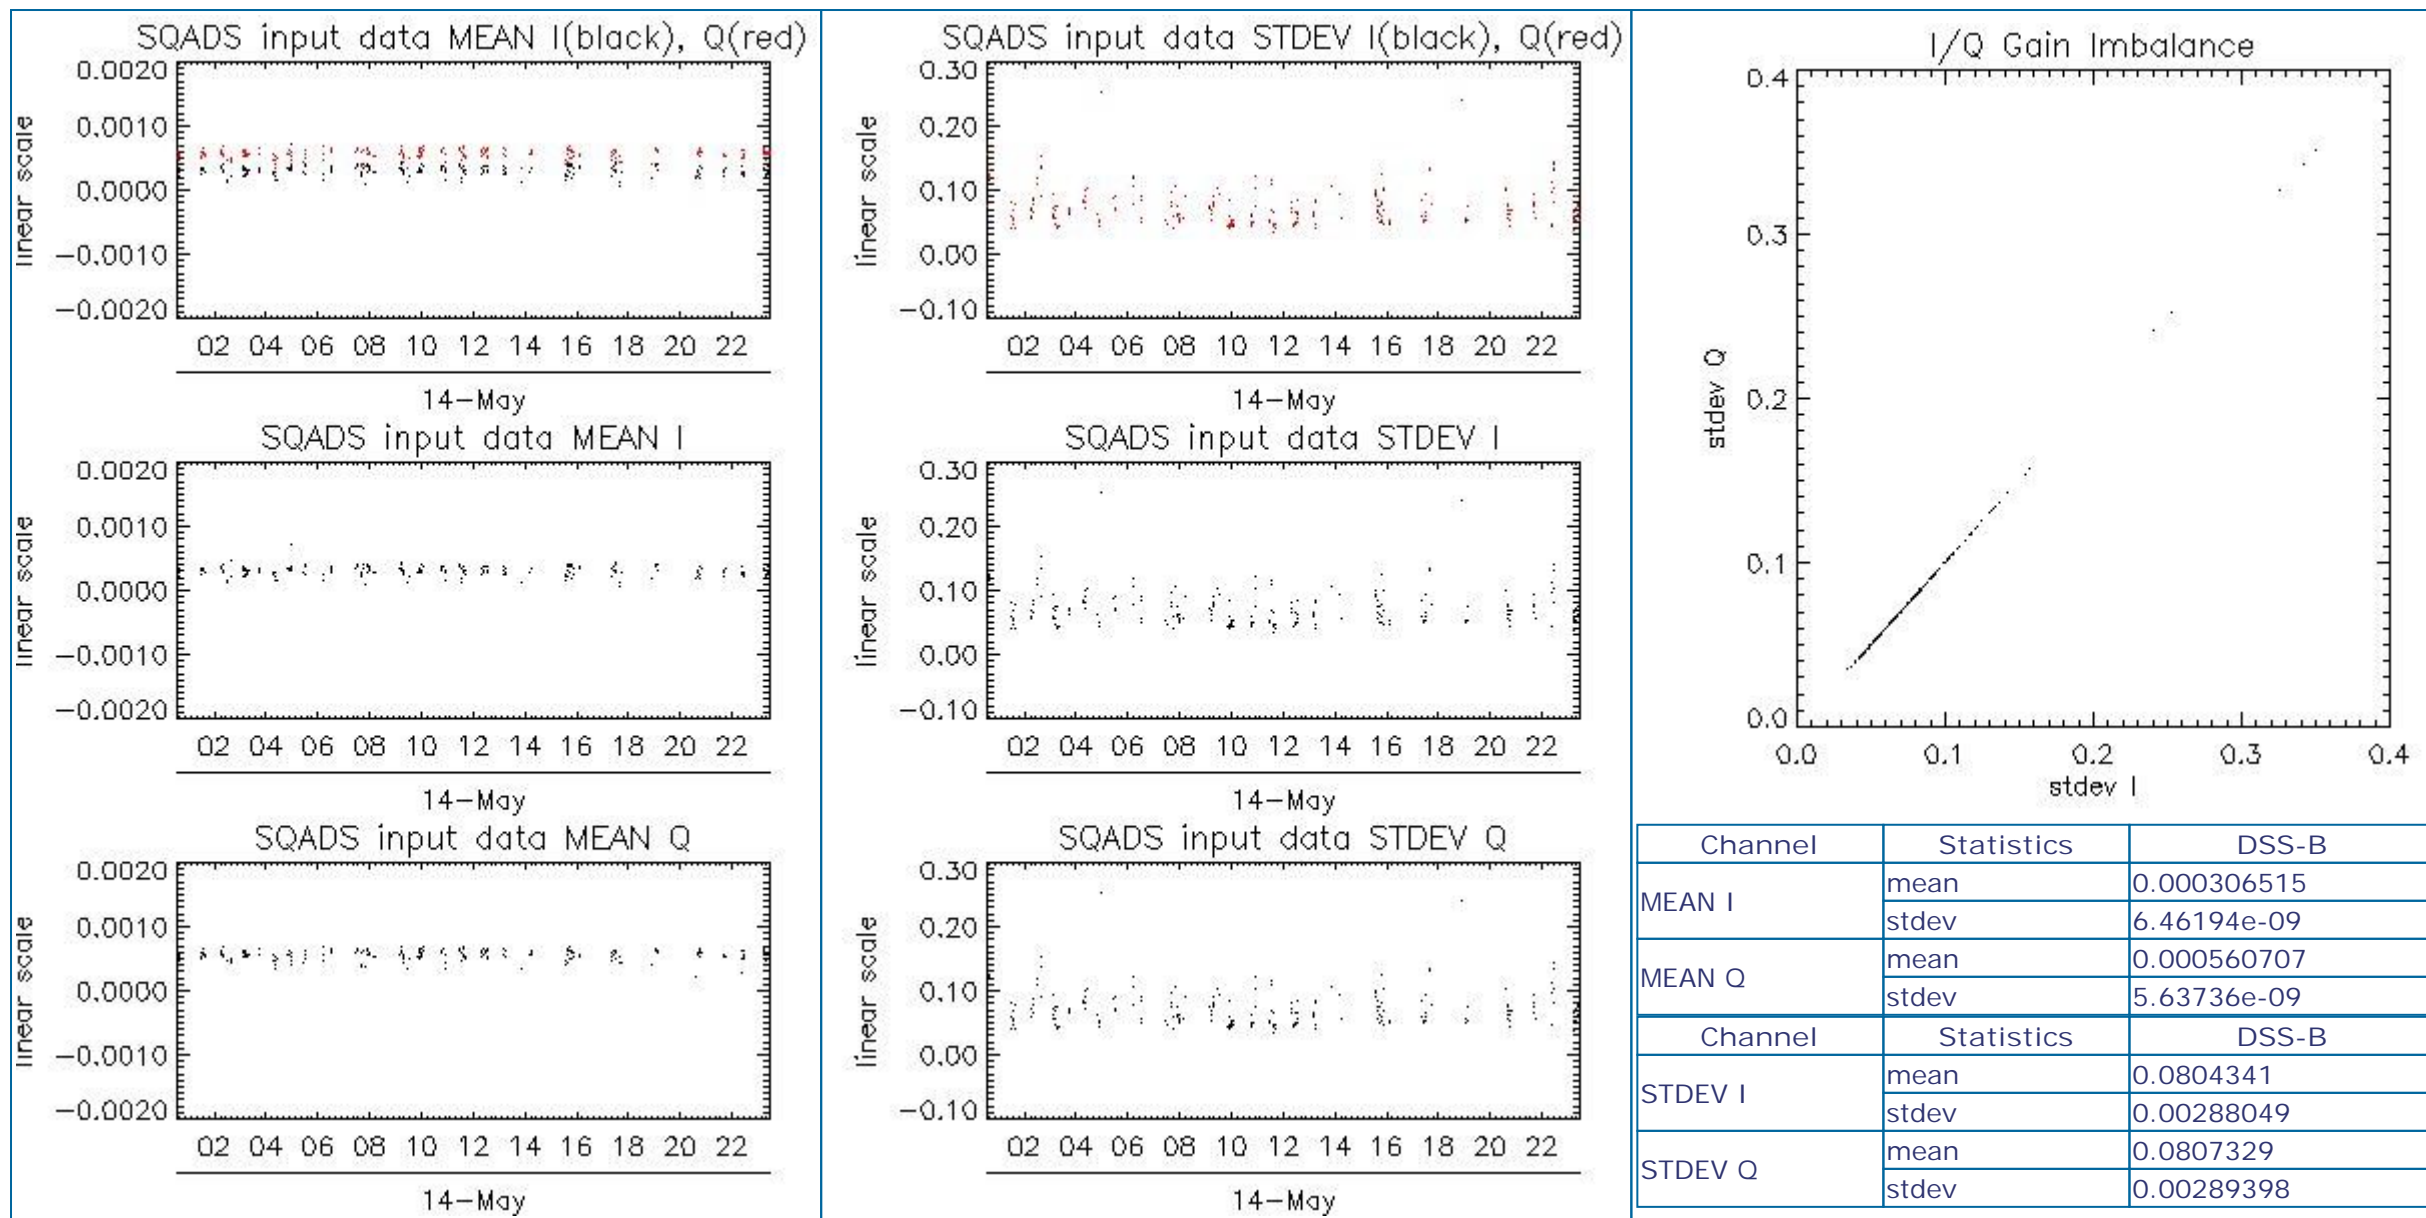 SQADS input data MEAN I(black), Q(red)
0.0020
0.0010
0.0000
-0.0010
-0.0020
linear scale
02 04 06 08 10 12 14 16 18 20 22
14-May
SQADS input data MEAN I
0.0020
0.0010
0.0000
-0.0010
-0.0020
linear scale
02 04 06 08 10 12 14 16 18 20 22
14-May
SQADS input data MEAN Q
0.0020
0.0010
0.0000
-0.0010
-0.0020
linear scale
02 04 06 08 10 12 14 16 18 20 22
14-May
SQADS input data STDEV I(black), Q(red)
0.30
0.20
0.10
0.00
-0.10
linear scale
02 04 06 08 10 12 14 16 18 20 22
14-May
SQADS input data STDEV I
0.30
0.20
0.10
0.00
-0.10
linear scale
02 04 06 08 10 12 14 16 18 20 22
14-May
SQADS input data STDEV Q
0.30
0.20
0.10
0.00
-0.10
linear scale
02 04 06 08 10 12 14 16 18 20 22
14-May
I/Q Gain Imbalance
0.4
0.3
0.2
0.1
0.0
stdev Q
0.0 0.1 0.2 0.3 0.4
stdev I
Channel Statistics DSS-B
MEAN I mean 0.000306515
stdev 6.46194e-09
MEAN Q mean 0.000560707
stdev 5.63736e-09
Channel Statistics DSS-B
STDEV I mean 0.0804341
stdev 0.00288049
STDEV Q mean 0.0807329
stdev 0.00289398